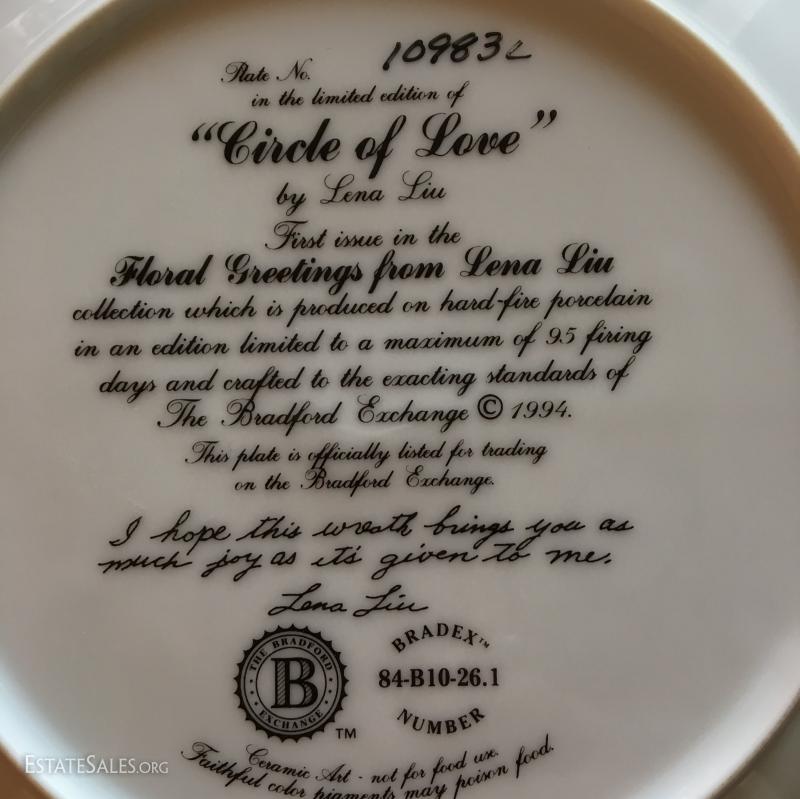 Plate No. 10983L
in the limited edition of
“Circle of Love”
by Lena Liu
First issue in the
Floral Greetings from Lena Liu
collection which is produced on hard-fire porcelain
in an edition limited to a maximum of 95 firing
days and crafted to the exacting standards of
The Bradford Exchange © 1994.
This plate is officially listed for trading
on the Bradford Exchange.
I hope this wreath brings you as
much joy as it's given to me.
Lena Liu
THE BRADFORD
B
EXCHANGE
TM
BRADEX™
84-B10-26.1
NUMBER
Ceramic Art - not for food use.
Faithful color pigments may poison food.
ESTATESALES.ORG